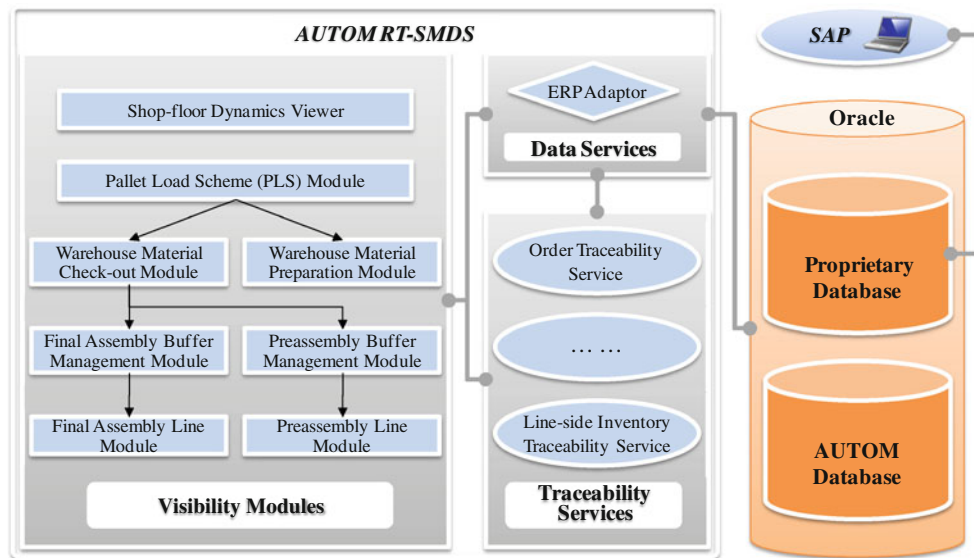 AUTOM RT-SMDS
Shop-floor Dynamics Viewer
Pallet Load Scheme (PLS) Module
Warehouse Material
Check-out Module
Warehouse Material
Preparation Module
Final Assembly Buffer
Management Module
Preassembly Buffer
Management Module
Final Assembly Line
Module
Preassembly Line
Module
Visibility Modules
ERP Adaptor
Data Services
Order Traceability
Service
... ...
Line-side Inventory
Traceability Service
Traceability
Services
SAP
Oracle
Proprietary
Database
AUTOM
Database